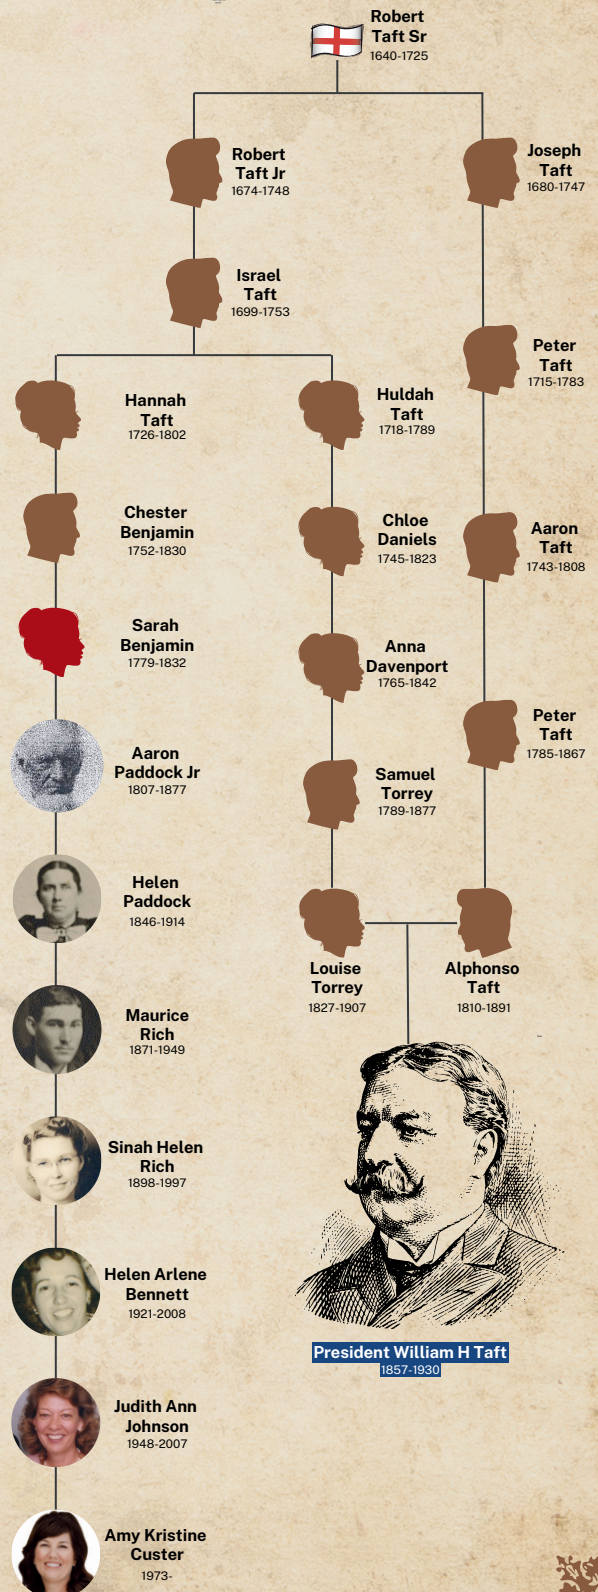 Robert
Taft Sr
1640-1725
Robert
Taft Jr
1674-1748
Joseph
Taft
1680-1747
Israel
Taft
1699-1753
Peter
Taft
1715-1783
Hannah
Taft
1726-1802
Huldah
Taft
1718-1789
Chester
Benjamin
1752-1830
Chloe
Daniels
1745-1823
Aaron
Taft
1743-1808
Sarah
Benjamin
1779-1832
Anna
Davenport
1765-1842
Peter
Taft
1785-1867
Aaron
Paddock Jr
1807-1877
Samuel
Torrey
1789-1877
Helen
Paddock
1846-1914
Louise
Torrey
1827-1907
Alphonso
Taft
1810-1891
Maurice
Rich
1871-1949
Sinah Helen
Rich
1898-1997
Helen Arlene
Bennett
1921-2008
President William H Taft
1857-1930
Judith Ann
Johnson
1948-2007
Amy Kristine
Custer
1973-